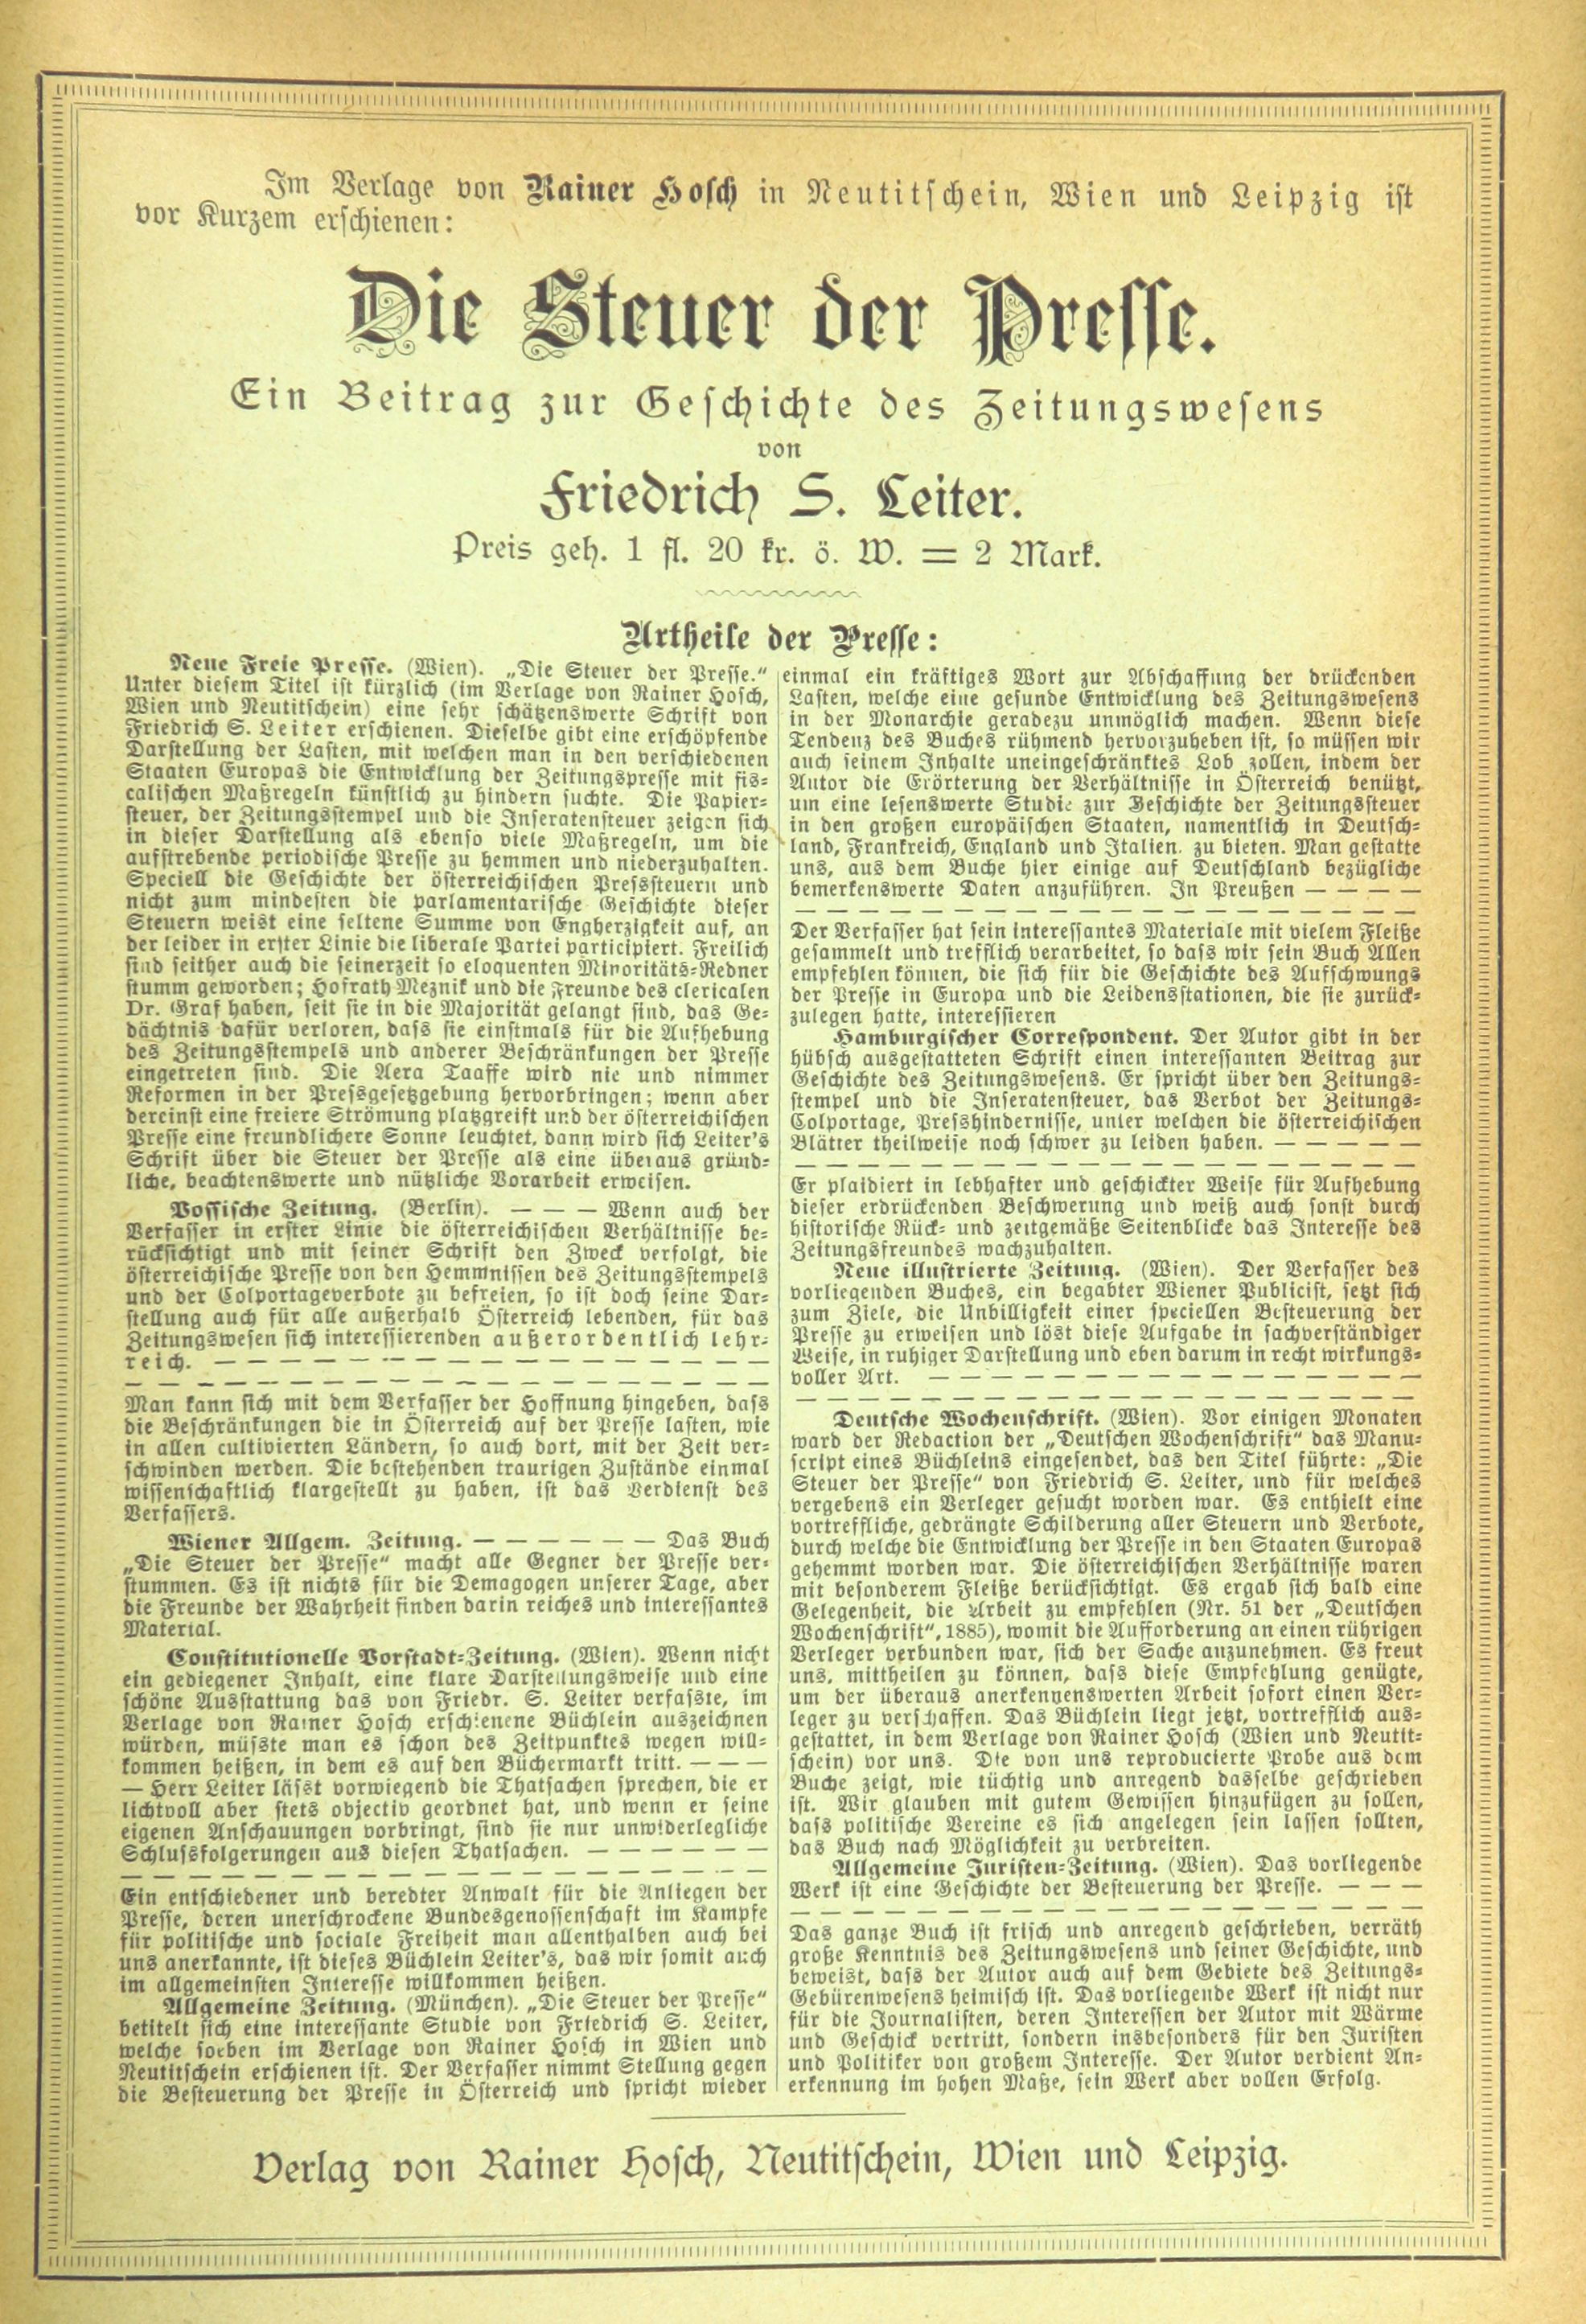 Im Verlage von Rainer Hosch in Neutitschein, Wien und Leipzig ist
vor Kurzem erschienen:
Die Steuer der Presse.
Ein Beitrag zur Geschichte des Zeitungswesens
von
Friedrich S. Leiter.
Preis geh. 1 fl. 20 kr. ö. W. = 2 Mark.
Urtheile der Presse:
Neue Freie Presse. (Wien). „Die Steuer der Presse.“
Unter diesem Titel ist kürzlich (im Verlage von Rainer Hosch,
Wien und Neutitschein) eine sehr schätzenswerte Schrift von
Friedrich S. Leiter erschienen. Dieselbe gibt eine erschöpfende
Darstellung der Lasten, mit welchen man in den verschiedenen
Staaten Europas die Entwicklung der Zeitungspresse mit fis-
calischen Maßregeln künstlich zu hindern suchte. Die Papier-
steuer, der Zeitungsstempel und die Inseratensteuer zeigen sich
in dieser Darstellung als ebenso viele Maßregeln, um die
aufstrebende periodische Presse zu hemmen und niederzuhalten.
Speciell die Geschichte der österreichischen Pressteuern und
nicht zum mindesten die parlamentarische Geschichte dieser
Steuern weist eine seltene Summe von Engherzigkeit auf, an
der leider in erster Linie die liberale Partei participiert. Freilich
sind seither auch die seinerzeit so eloquenten Minoritäts-Redner
stumm geworden; Hofrath Meznik und die Freunde des clericalen
Dr. Graf haben, seit sie in die Majorität gelangt sind, das Ge-
dächtnis dafür verloren, dass sie einstmals für die Aufhebung
des Zeitungsstempels und anderer Beschränkungen der Presse
eingetreten sind. Die Aera Taaffe wird nie und nimmer
Reformen in der Pressgesetzgebung hervorbringen; wenn aber
dereinst eine freiere Strömung platzgreift und der österreichischen
Presse eine freundlichere Sonne leuchtet, dann wird sich Leiter's
Schrift über die Steuer der Presse als eine überaus gründ-
liche, beachtenswerte und nützliche Vorarbeit erweisen.
Vossische Zeitung. (Berlin). — — — Wenn auch der
Verfasser in erster Linie die österreichischen Verhältnisse be-
rücksichtigt und mit seiner Schrift den Zweck verfolgt, die
österreichische Presse von den Hemmnissen des Zeitungsstempels
und der Colportageverbote zu befreien, so ist doch seine Dar-
stellung auch für alle außerhalb Österreich lebenden, für das
Zeitungswesen sich interessierenden außerordentlich lehr-
reich. — — — — — — — — — — — — — —
— — — — — — — — — — — — — — — —
Man kann sich mit dem Verfasser der Hoffnung hingeben, dass
die Beschränkungen die in Österreich auf der Presse lasten, wie
in allen cultivierten Ländern, so auch dort, mit der Zeit ver-
schwinden werden. Die bestehenden traurigen Zustände einmal
wissenschaftlich klargestellt zu haben, ist das Verdienst des
Verfassers.
Wiener Allgem. Zeitung. — — — — — — Das Buch
„Die Steuer der Presse“ macht alle Gegner der Presse ver-
stummen. Es ist nichts für die Demagogen unserer Tage, aber
die Freunde der Wahrheit finden darin reiches und interessantes
Material.
Constitutionelle Vorstadt-Zeitung. (Wien). Wenn nicht
ein gediegener Inhalt, eine klare Darstellungsweise und eine
schöne Ausstattung das von Friedr. S. Leiter verfasste, im
Verlage von Rainer Hosch erschienene Büchlein auszeichnen
würden, müsste man es schon des Zeitpunktes wegen will-
kommen heißen, in dem es auf den Büchermarkt tritt. — — —
— Herr Leiter lässt vorwiegend die Thatsachen sprechen, die er
lichtvoll aber stets objectiv geordnet hat, und wenn er seine
eigenen Anschauungen vorbringt, sind sie nur unwiderlegliche
Schlussfolgerungen aus diesen Thatsachen. — — — — — —
— — — — — — — — — — — — — — — —
Ein entschiedener und beredter Anwalt für die Anliegen der
Presse, deren unerschrockene Bundesgenossenschaft im Kampfe
für politische und sociale Freiheit man allenthalben auch bei
uns anerkannte, ist dieses Büchlein Leiter's, das wir somit auch
im allgemeinsten Interesse willkommen heißen.
Allgemeine Zeitung. (München). „Die Steuer der Presse“
betitelt sich eine interessante Studie von Friedrich S. Leiter,
welche soeben im Verlage von Rainer Hosch in Wien und
Neutitschein erschienen ist. Der Verfasser nimmt Stellung gegen
die Besteuerung der Presse in Österreich und spricht wieder
einmal ein kräftiges Wort zur Abschaffung der drückenden
Lasten, welche eine gesunde Entwicklung des Zeitungswesens
in der Monarchie geradezu unmöglich machen. Wenn diese
Tendenz des Buches rühmend hervorzuheben ist, so müssen wir
auch seinem Inhalte uneingeschränktes Lob zollen, indem der
Autor die Erörterung der Verhältnisse in Österreich benützt,
um eine lesenswerte Studie zur Geschichte der Zeitungssteuer
in den großen europäischen Staaten, namentlich in Deutsch-
land, Frankreich, England und Italien. zu bieten. Man gestatte
uns, aus dem Buche hier einige auf Deutschland bezügliche
bemerkenswerte Daten anzuführen. In Preußen — — — —
— — — — — — — — — — — — — — — —
Der Verfasser hat sein interessantes Materiale mit vielem Fleiße
gesammelt und trefflich verarbeitet, so dass wir sein Buch Allen
empfehlen können, die sich für die Geschichte des Aufschwungs
der Presse in Europa und die Leidensstationen, die sie zurück-
zulegen hatte, interessieren
Hamburgischer Correspondent. Der Autor gibt in der
hübsch ausgestatteten Schrift einen interessanten Beitrag zur
Geschichte des Zeitungswesens. Er spricht über den Zeitungs-
stempel und die Inseratensteuer, das Verbot der Zeitungs-
Colportage, Presshindernisse, unter welchen die österreichischen
Blätter theilweise noch schwer zu leiden haben. — — — — —
— — — — — — — — — — — — — — — —
Er plaidiert in lebhafter und geschickter Weise für Aufhebung
dieser erdrückenden Beschwerung und weiß auch sonst durch
historische Rück- und zeitgemäße Seitenblicke das Interesse des
Zeitungsfreundes wachzuhalten.
Neue illustrierte Zeitung. (Wien). Der Verfasser des
vorliegenden Buches, ein begabter Wiener Publicist, setzt sich
zum Ziele, die Unbilligkeit einer speciellen Besteuerung der
Presse zu erweisen und löst diese Aufgabe in sachverständiger
Weise, in ruhiger Darstellung und eben darum in recht wirkungs-
voller Art. — — — — — — — — — — — — —
— — — — — — — — — — — — — — — —
Deutsche Wochenschrift. (Wien). Vor einigen Monaten
ward der Redaction der „Deutschen Wochenschrift“ das Manu-
script eines Büchleins eingesendet, das den Titel führte: „Die
Steuer der Presse“ von Friedrich S. Leiter, und für welches
vergebens ein Verleger gesucht worden war. Es enthielt eine
vortreffliche, gedrängte Schilderung aller Steuern und Verbote,
durch welche die Entwicklung der Presse in den Staaten Europas
gehemmt worden war. Die österreichischen Verhältnisse waren
mit besonderem Fleiße berücksichtigt. Es ergab sich bald eine
Gelegenheit, die Arbeit zu empfehlen (Nr. 51 der „Deutschen
Wochenschrift“, 1885), womit die Aufforderung an einen rührigen
Verleger verbunden war, sich der Sache anzunehmen. Es freut
uns, mittheilen zu können, dass diese Empfehlung genügte,
um der überaus anerkennenswerten Arbeit sofort einen Ver-
leger zu verschaffen. Das Büchlein liegt jetzt, vortrefflich aus-
gestattet, in dem Verlage von Rainer Hosch (Wien und Neutit-
schein) vor uns. Die von uns reproducierte Probe aus dem
Buche zeigt, wie tüchtig und anregend dasselbe geschrieben
ist. Wir glauben mit gutem Gewissen hinzufügen zu sollen,
dass politische Vereine es sich angelegen sein lassen sollten,
das Buch nach Möglichkeit zu verbreiten.
Allgemeine Juristen-Zeitung. (Wien). Das vorliegende
Werk ist eine Geschichte der Besteuerung der Presse. — — —
— — — — — — — — — — — — — — — —
Das ganze Buch ist frisch und anregend geschrieben, verräth
große Kenntnis des Zeitungswesens und seiner Geschichte, und
beweist, dass der Autor auch auf dem Gebiete des Zeitungs-
Gebürenwesens heimisch ist. Das vorliegende Werk ist nicht nur
für die Journalisten, deren Interessen der Autor mit Wärme
und Geschick vertritt, sondern insbesonders für den Juristen
und Politiker von großem Interesse. Der Autor verdient An-
erkennung im hohen Maße, sein Werk aber vollen Erfolg.
Verlag von Rainer Hosch, Neutitschein, Wien und Leipzig.